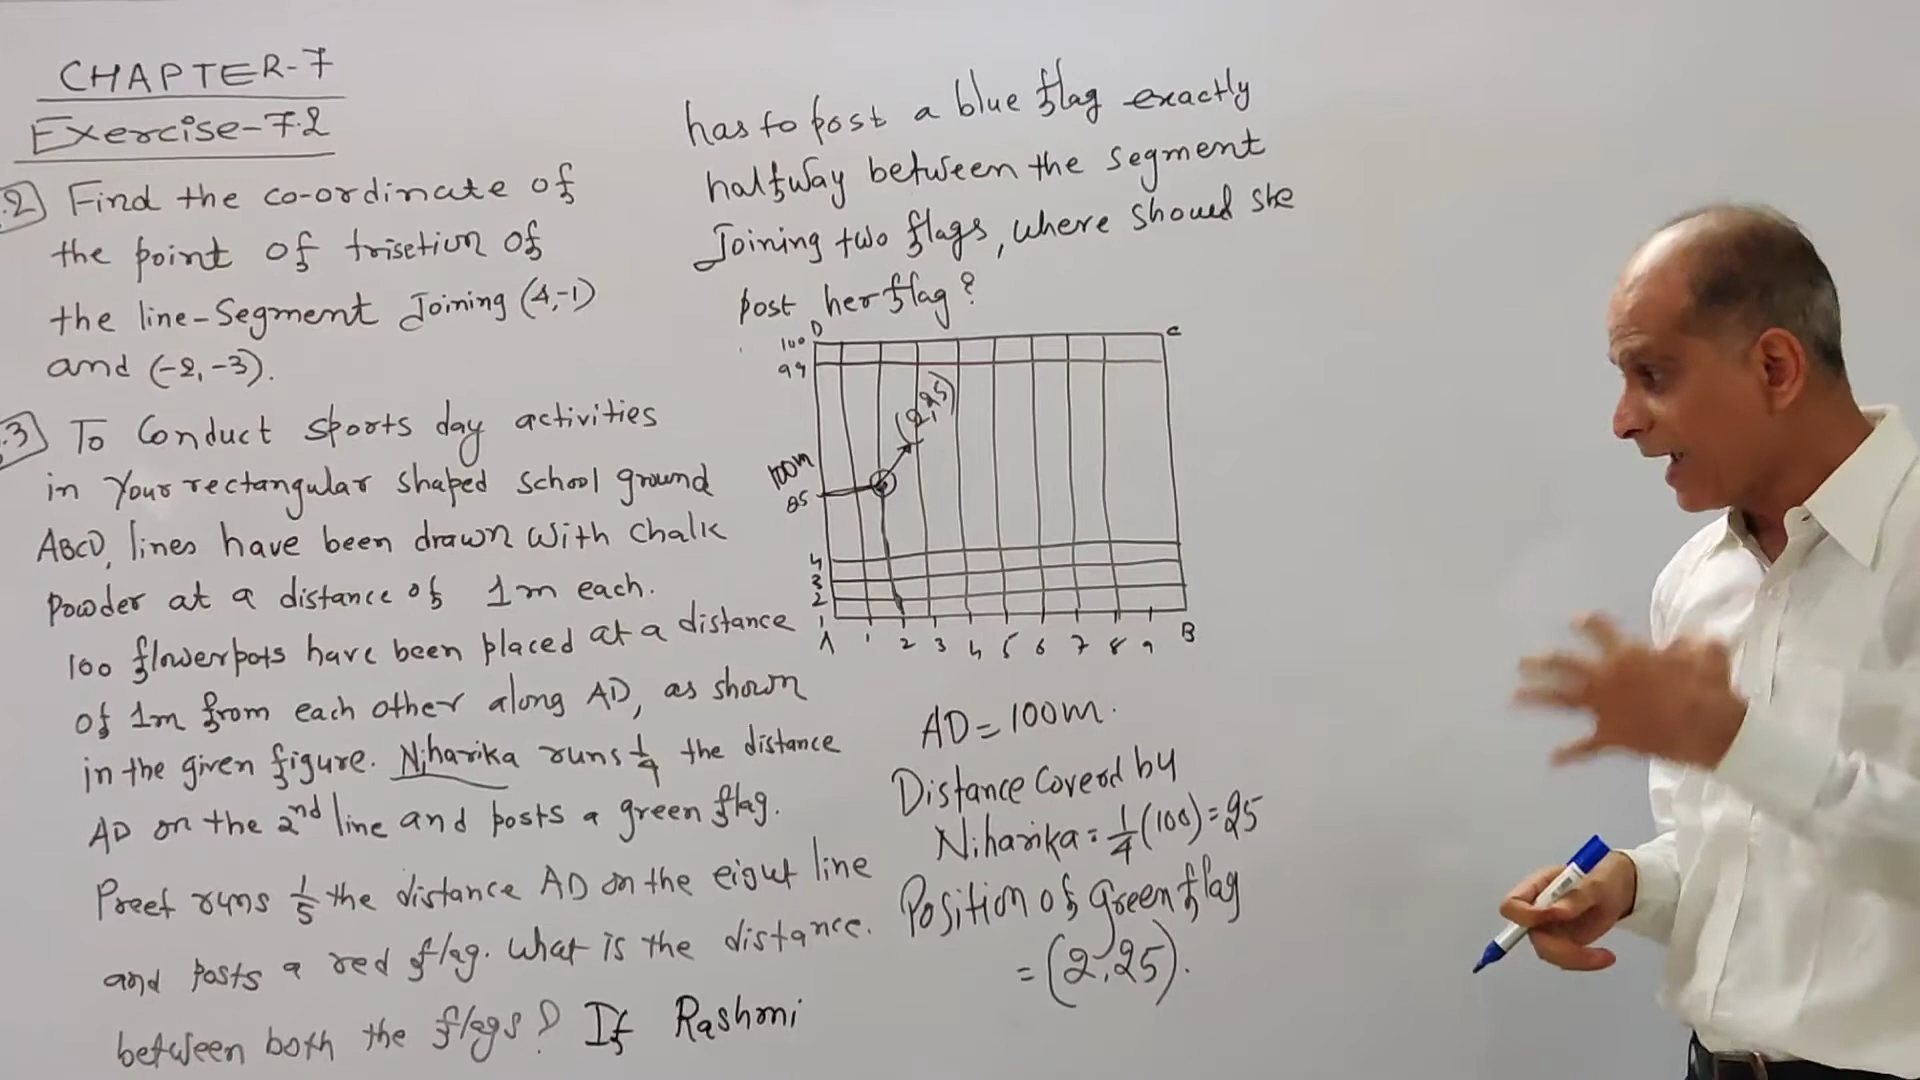 CHAPTER-7
Exercise-7.2
.2) Find the co-ordinate of
the point of trisetion of
the line-Segment Joining (4,-1)
and (-2,-3).
.3) To Conduct sports day activities
in Your rectangular shaped school ground
ABCD, lines have been drawn with chalk
Powder at a distance of 1m each.
100 flowerpots have been placed at a distance
of 1m from each other along AD, as shown
in the given figure. Niharika runs 1/4 the distance
AD on the 2nd line and posts a green flag.
Preet runs 1/5 the distance AD on the eight line
and posts a red flag. What is the distance.
between both the flags? If Rashmi
has to post a blue flag exactly
halfway between the segment
Joining two flags, where should she
post her flag?
D C
100
99
(2,25)
100m
25
4
3
2
1
A 1 2 3 4 5 6 7 8 9 B
AD = 100m.
Distance Coverd by
Niharika = 1/4 (100) = 25
Position of Green flag
= (2,25).